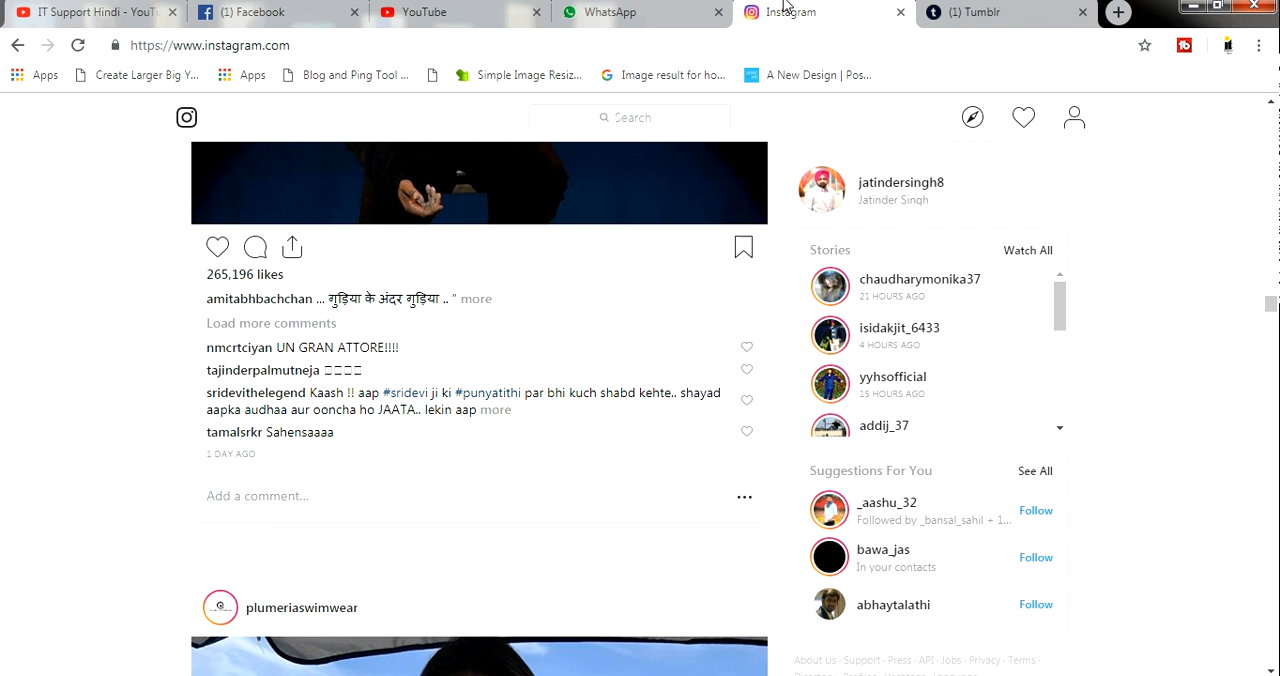 IT Support Hindi - YouT
(1) Facebook
YouTube
WhatsApp
Instagram
(1) Tumblr
https://www.instagram.com
Apps
Create Larger Big Y...
Apps
Blog and Ping Tool ...
Simple Image Resiz...
Image result for ho...
A New Design | Pos...
Search
jatindersingh8
Jatinder Singh
265,196 likes
amitabhbachchan ... गुड़िया के अंदर गुड़िया .. " more
Load more comments
nmcrtciyan UN GRAN ATTORE!!!!
tajinderpalmutneja
sridevithelegend Kaash !! aap #sridevi ji ki #punyatithi par bhi kuch shabd kehte.. shayad
aapka audhaa aur ooncha ho JAATA.. lekin aap more
tamalsrkr Sahensaaaa
1 DAY AGO
Add a comment...
plumeriaswimwear
Stories
Watch All
chaudharymonika37
21 HOURS AGO
isidakjit_6433
4 HOURS AGO
yyhsofficial
15 HOURS AGO
addij_37
Suggestions For You
See All
_aashu_32
Followed by _bansal_sahil + 1...
Follow
bawa_jas
In your contacts
Follow
abhaytalathi
Follow
About Us · Support · Press · API · Jobs · Privacy · Terms ·